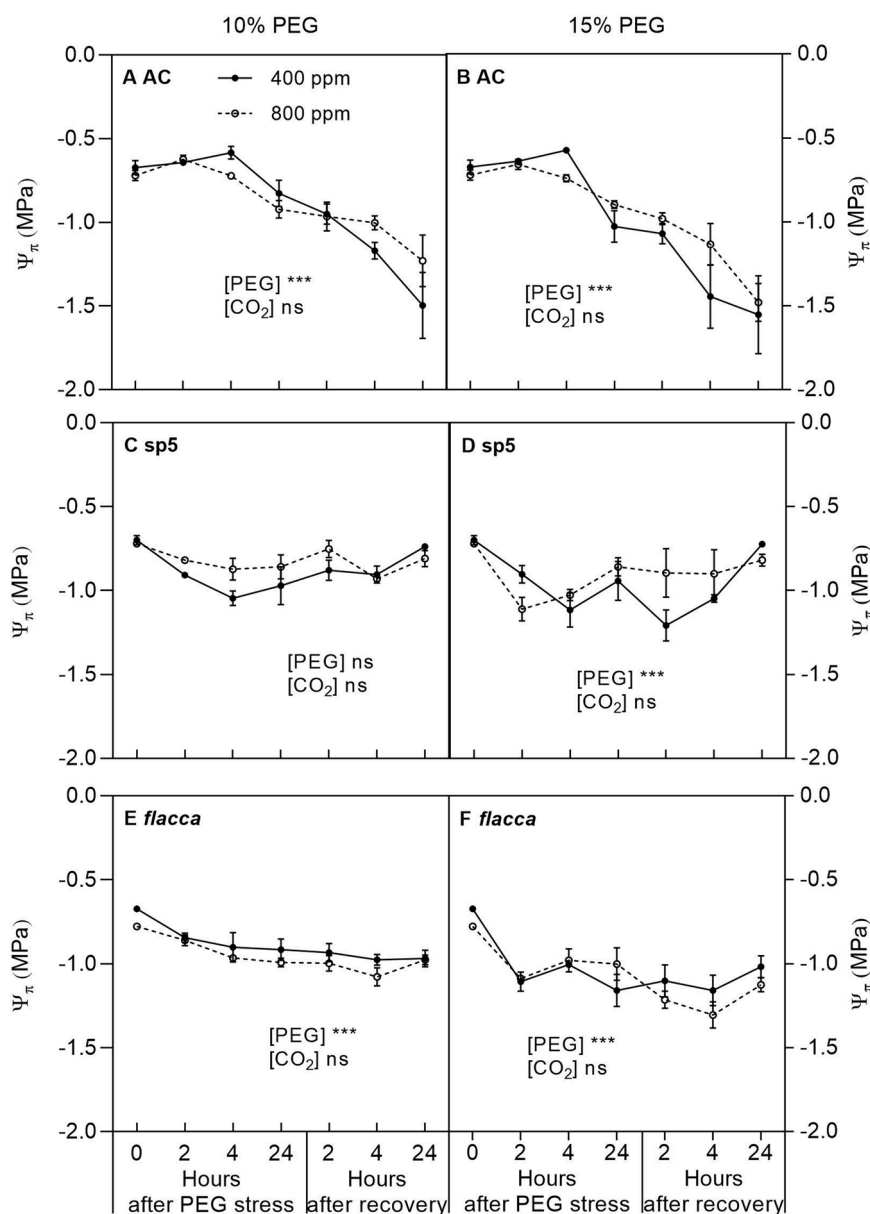 10% PEG
15% PEG
A AC
400 ppm
800 ppm
B AC
0.0
-0.5
-1.0
-1.5
-2.0
Ψπ (MPa)
[PEG] ***
[CO₂] ns
[PEG] ***
[CO₂] ns
0.0
-0.5
-1.0
-1.5
-2.0
Ψπ (MPa)
C sp5
D sp5
0.0
-0.5
-1.0
-1.5
-2.0
Ψπ (MPa)
[PEG] ns
[CO₂] ns
[PEG] ***
[CO₂] ns
0.0
-0.5
-1.0
-1.5
-2.0
Ψπ (MPa)
E flacca
F flacca
0.0
-0.5
-1.0
-1.5
-2.0
Ψπ (MPa)
[PEG] ***
[CO₂] ns
[PEG] ***
[CO₂] ns
0.0
-0.5
-1.0
-1.5
-2.0
Ψπ (MPa)
0 2 4 24 2 4 24
0 2 4 24 2 4 24
Hours
after PEG stress
Hours
after recovery
Hours
after PEG stress
Hours
after recovery